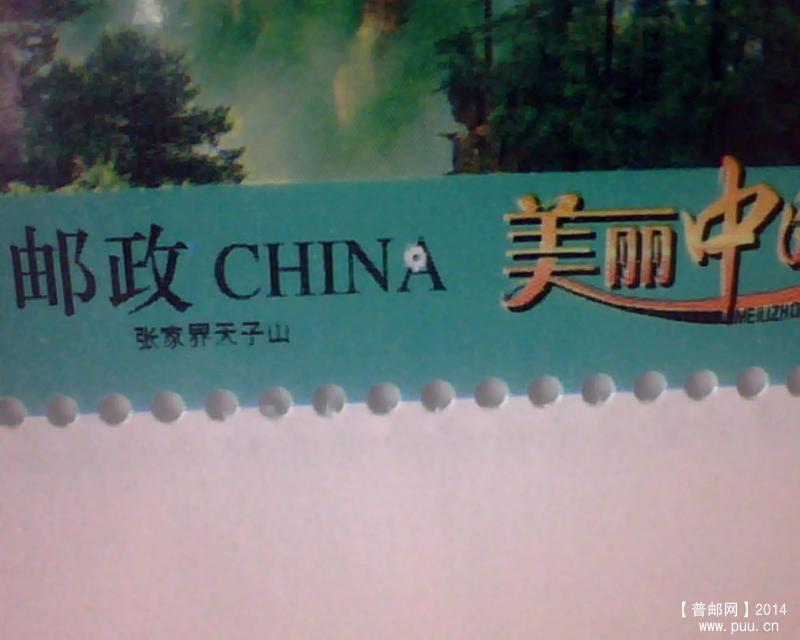 邮政 CHINA
张家界天子山
美丽中
MEILIZHO
【普邮网】2014
www.puu.cn